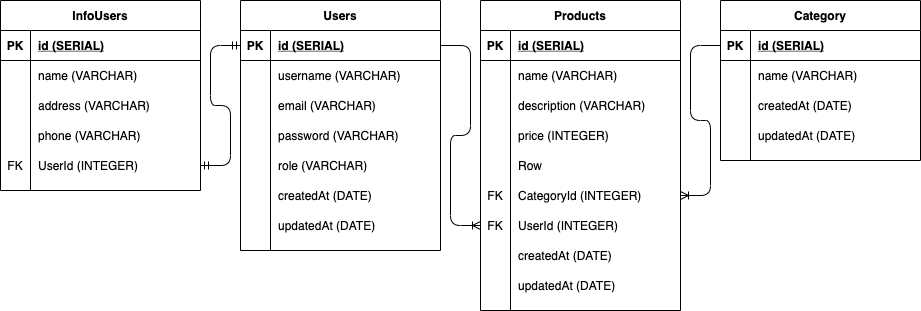 InfoUsers
PK id (SERIAL)
name (VARCHAR)
address (VARCHAR)
phone (VARCHAR)
FK UserId (INTEGER)
Users
PK id (SERIAL)
username (VARCHAR)
email (VARCHAR)
password (VARCHAR)
role (VARCHAR)
createdAt (DATE)
updatedAt (DATE)
Products
PK id (SERIAL)
name (VARCHAR)
description (VARCHAR)
price (INTEGER)
Row
FK CategoryId (INTEGER)
FK UserId (INTEGER)
createdAt (DATE)
updatedAt (DATE)
Category
PK id (SERIAL)
name (VARCHAR)
createdAt (DATE)
updatedAt (DATE)